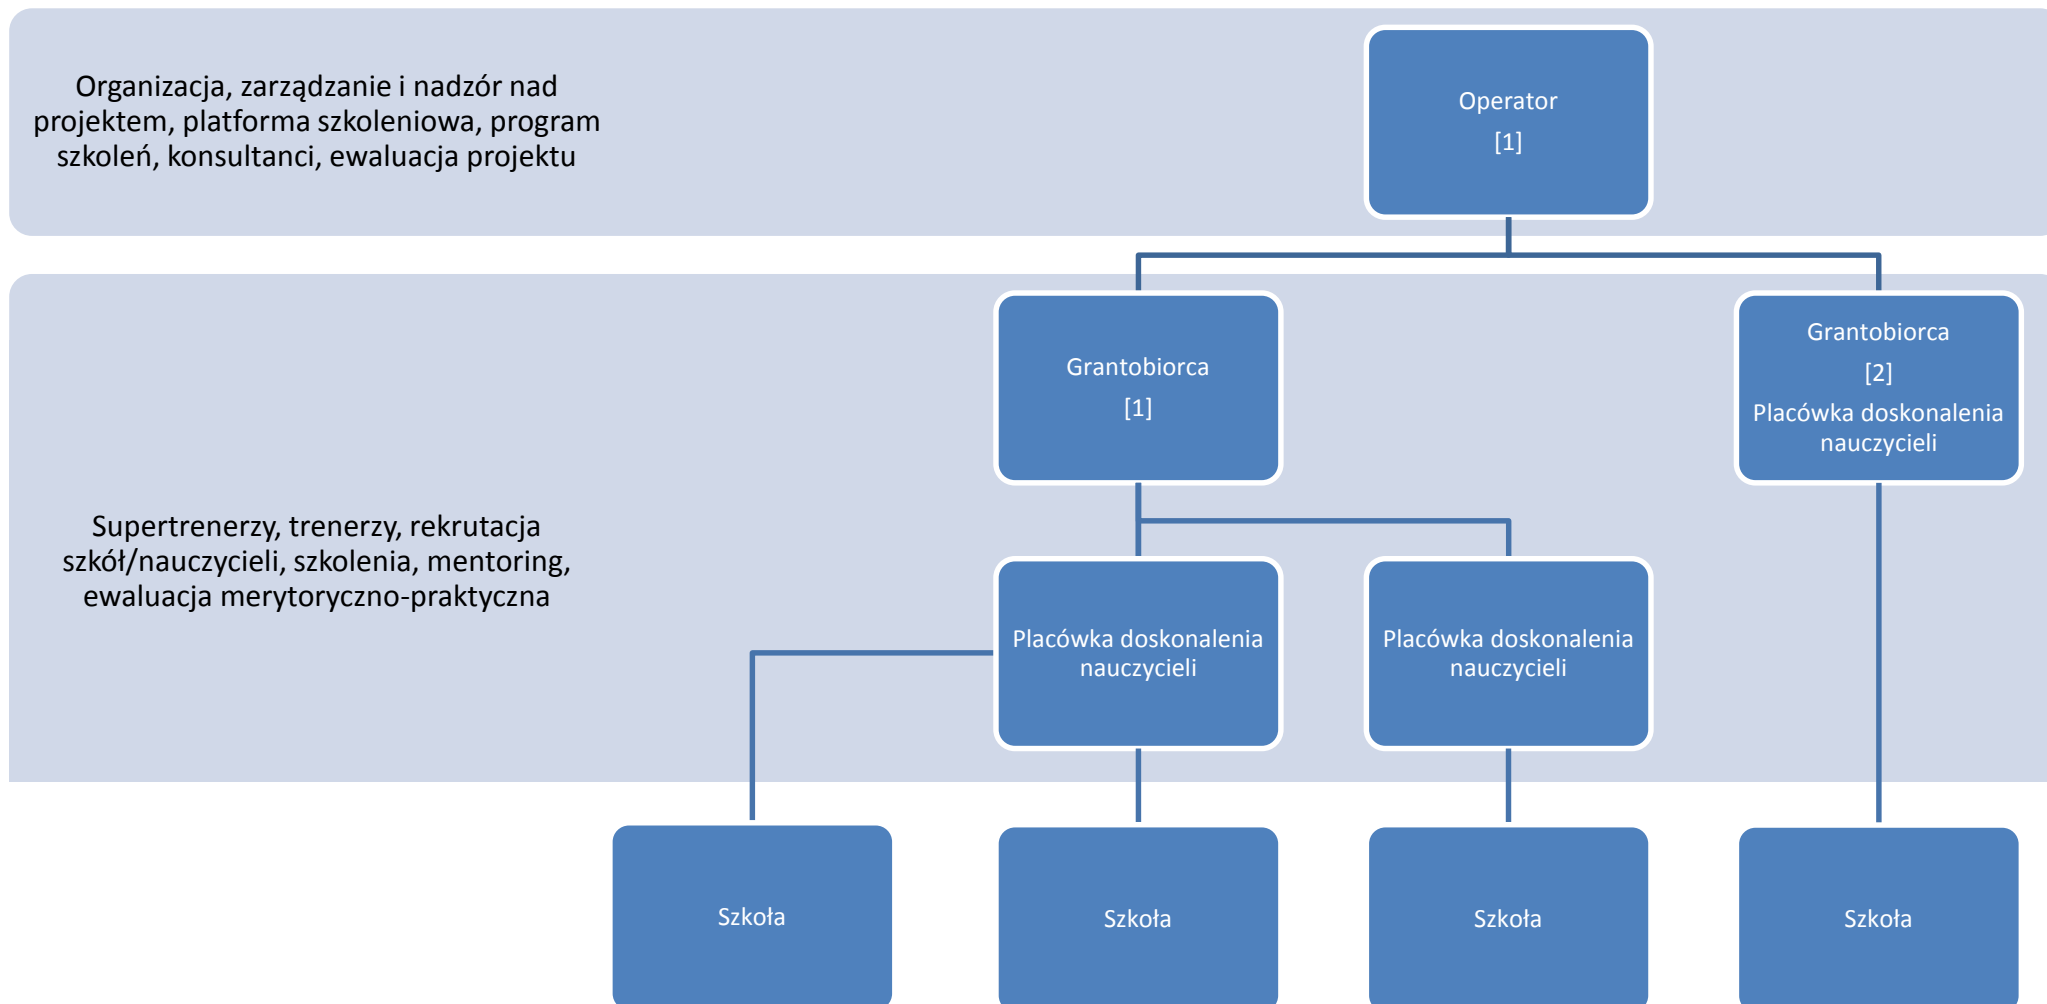 Organizacja, zarządzanie i nadzór nad
projektem, platforma szkoleniowa, program
szkoleń, konsultanci, ewaluacja projektu
Operator
[1]
Grantobiorca
[1]
Grantobiorca
[2]
Placówka doskonalenia
nauczycieli
Supertrenerzy, trenerzy, rekrutacja
szkół/nauczycieli, szkolenia, mentoring,
ewaluacja merytoryczno-praktyczna
Placówka doskonalenia
nauczycieli
Placówka doskonalenia
nauczycieli
Szkoła
Szkoła
Szkoła
Szkoła